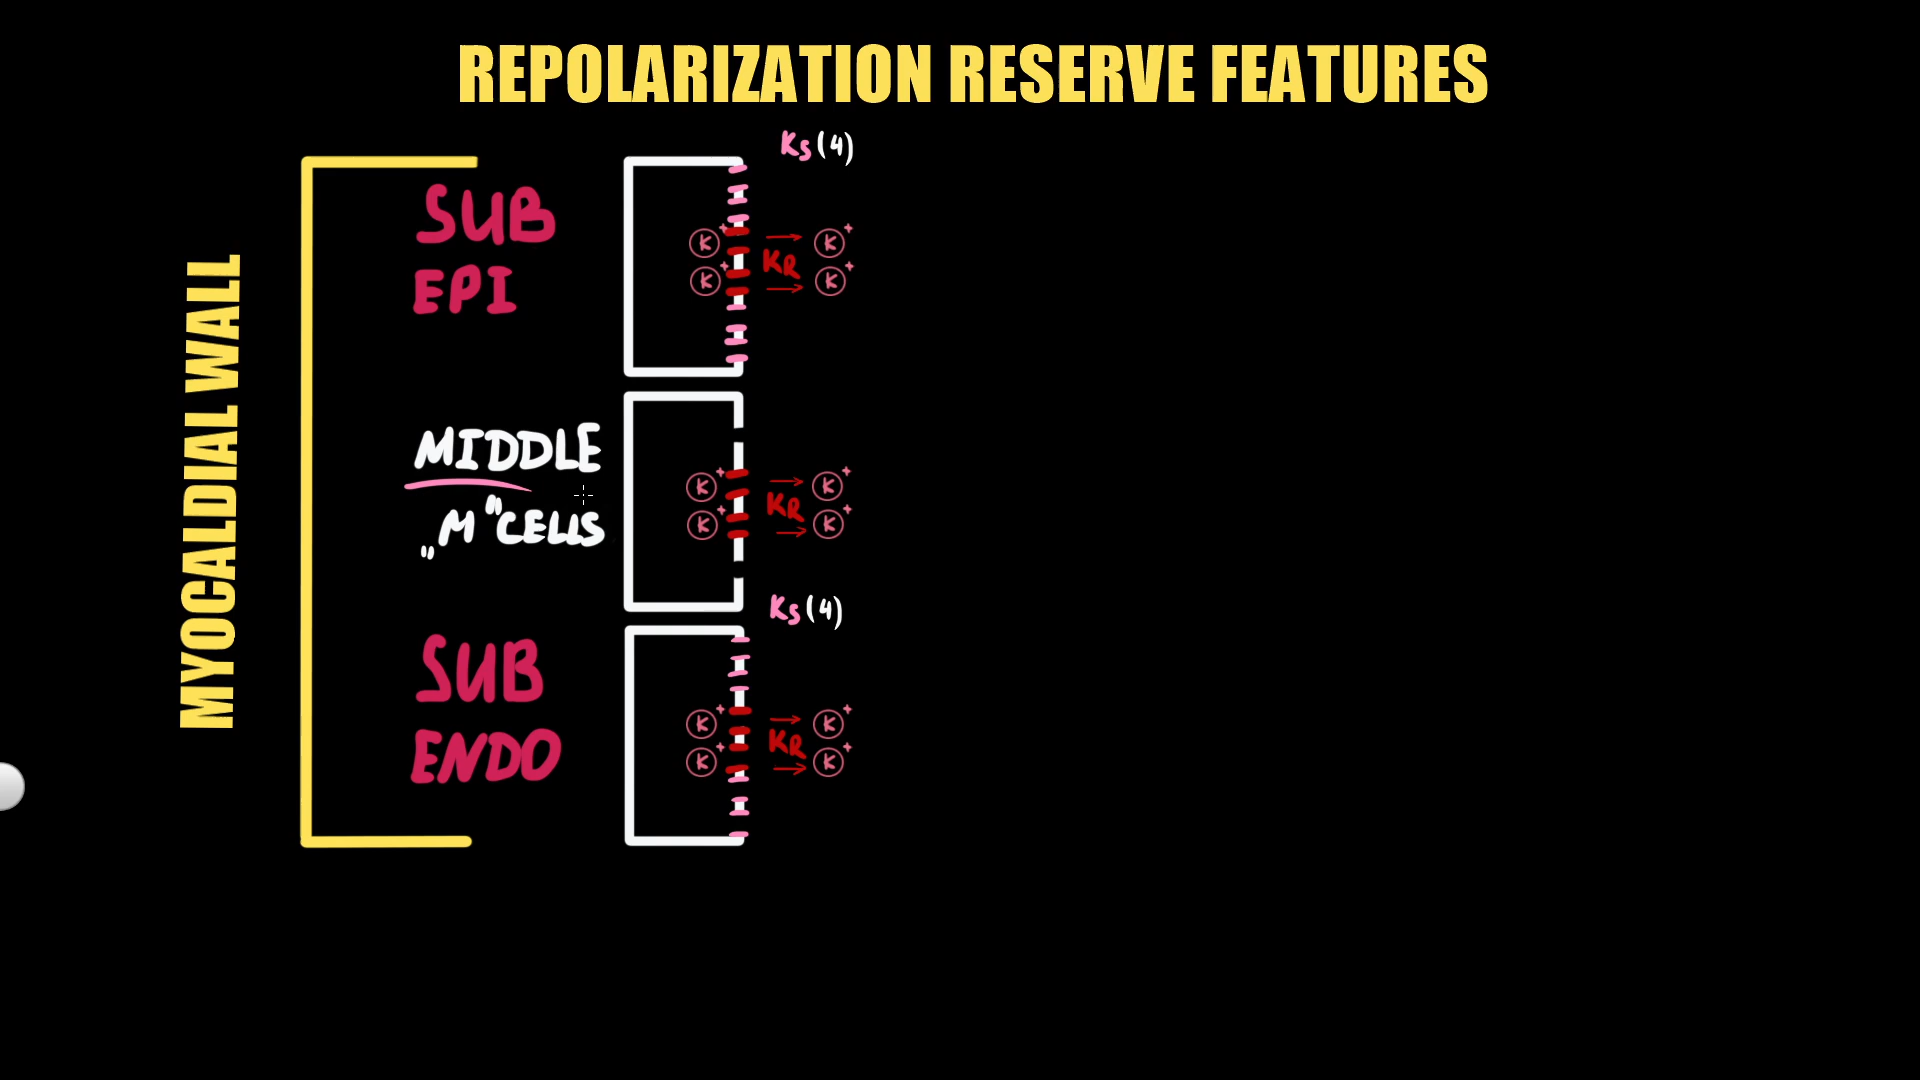 REPOLARIZATION RESERVE FEATURES
MYOCALDIAL WALL
SUB
EPI
Ks (4)
K+ K+
KR
K+ K+
MIDDLE
„M" CELLS
K+ K+
KR
K+ K+
SUB
ENDO
Ks (4)
K+ K+
KR
K+ K+